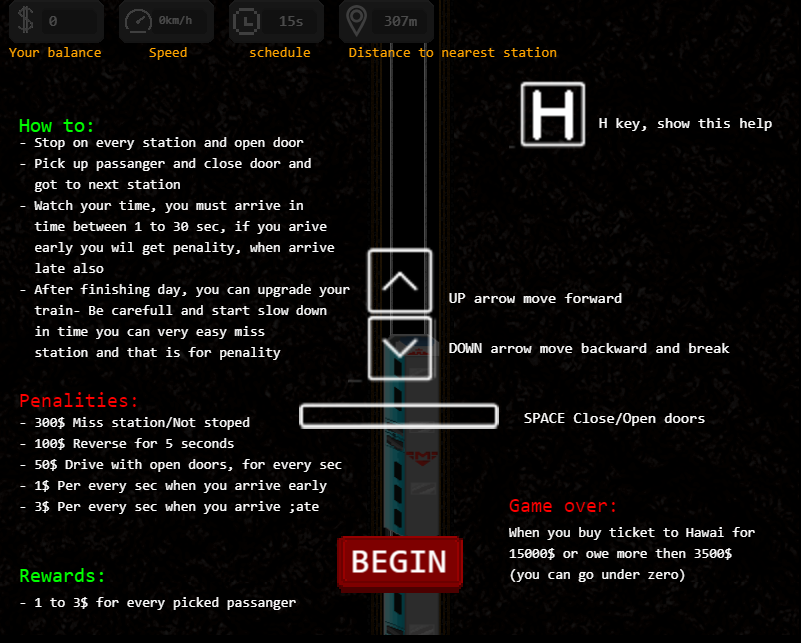 0 0km/h 15s 307m
Your balance Speed schedule Distance to nearest station
H
H key, show this help
How to:
- Stop on every station and open door
- Pick up passanger and close door and
got to next station
- Watch your time, you must arrive in
time between 1 to 30 sec, if you arive
early you wil get penality, when arrive
late also
- After finishing day, you can upgrade your
train- Be carefull and start slow down
in time you can very easy miss
station and that is for penality
UP arrow move forward
DOWN arrow move backward and break
SPACE Close/Open doors
Penalities:
- 300$ Miss station/Not stoped
- 100$ Reverse for 5 seconds
- 50$ Drive with open doors, for every sec
- 1$ Per every sec when you arrive early
- 3$ Per every sec when you arrive ;ate
Game over:
When you buy ticket to Hawai for
15000$ or owe more then 3500$
(you can go under zero)
BEGIN
Rewards:
- 1 to 3$ for every picked passanger